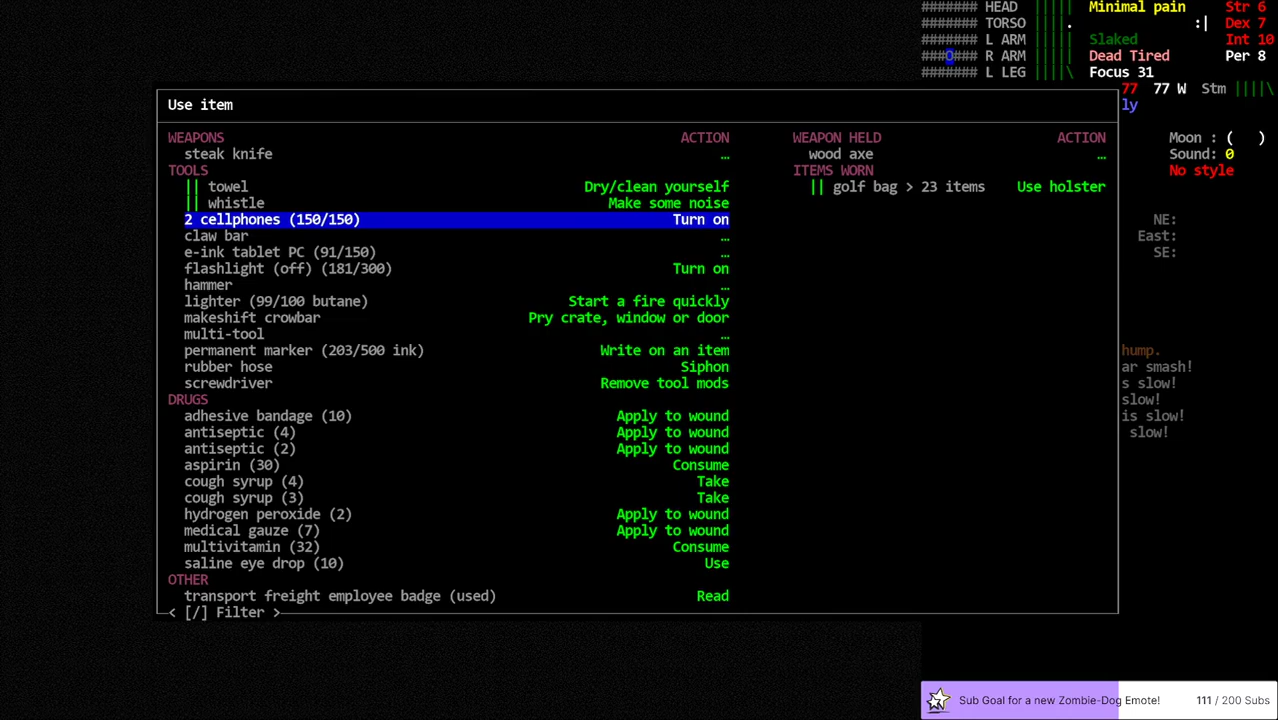 ####### HEAD ||||| Minimal pain Str 6
####### TORSO ||||. :| Dex 7
####### L ARM ||||| Slaked Int 10
###O### R ARM ||||| Dead Tired Per 8
####### L LEG ||||\ Focus 31
77 77 W Stm ||||\
ly
Use item
WEAPONS ACTION
steak knife …
TOOLS
|| towel Dry/clean yourself
|| whistle Make some noise
2 cellphones (150/150) Turn on
claw bar …
e-ink tablet PC (91/150) …
flashlight (off) (181/300) Turn on
hammer …
lighter (99/100 butane) Start a fire quickly
makeshift crowbar Pry crate, window or door
multi-tool …
permanent marker (203/500 ink) Write on an item
rubber hose Siphon
screwdriver Remove tool mods
DRUGS
adhesive bandage (10) Apply to wound
antiseptic (4) Apply to wound
antiseptic (2) Apply to wound
aspirin (30) Consume
cough syrup (4) Take
cough syrup (3) Take
hydrogen peroxide (2) Apply to wound
medical gauze (7) Apply to wound
multivitamin (32) Consume
saline eye drop (10) Use
OTHER
transport freight employee badge (used) Read
< [/] Filter >
WEAPON HELD ACTION
wood axe …
ITEMS WORN
|| golf bag > 23 items Use holster
Moon : ( )
Sound: 0
No style
NE:
East:
SE:
hump.
ar smash!
s slow!
slow!
is slow!
slow!
Sub Goal for a new Zombie-Dog Emote! 111 / 200 Subs